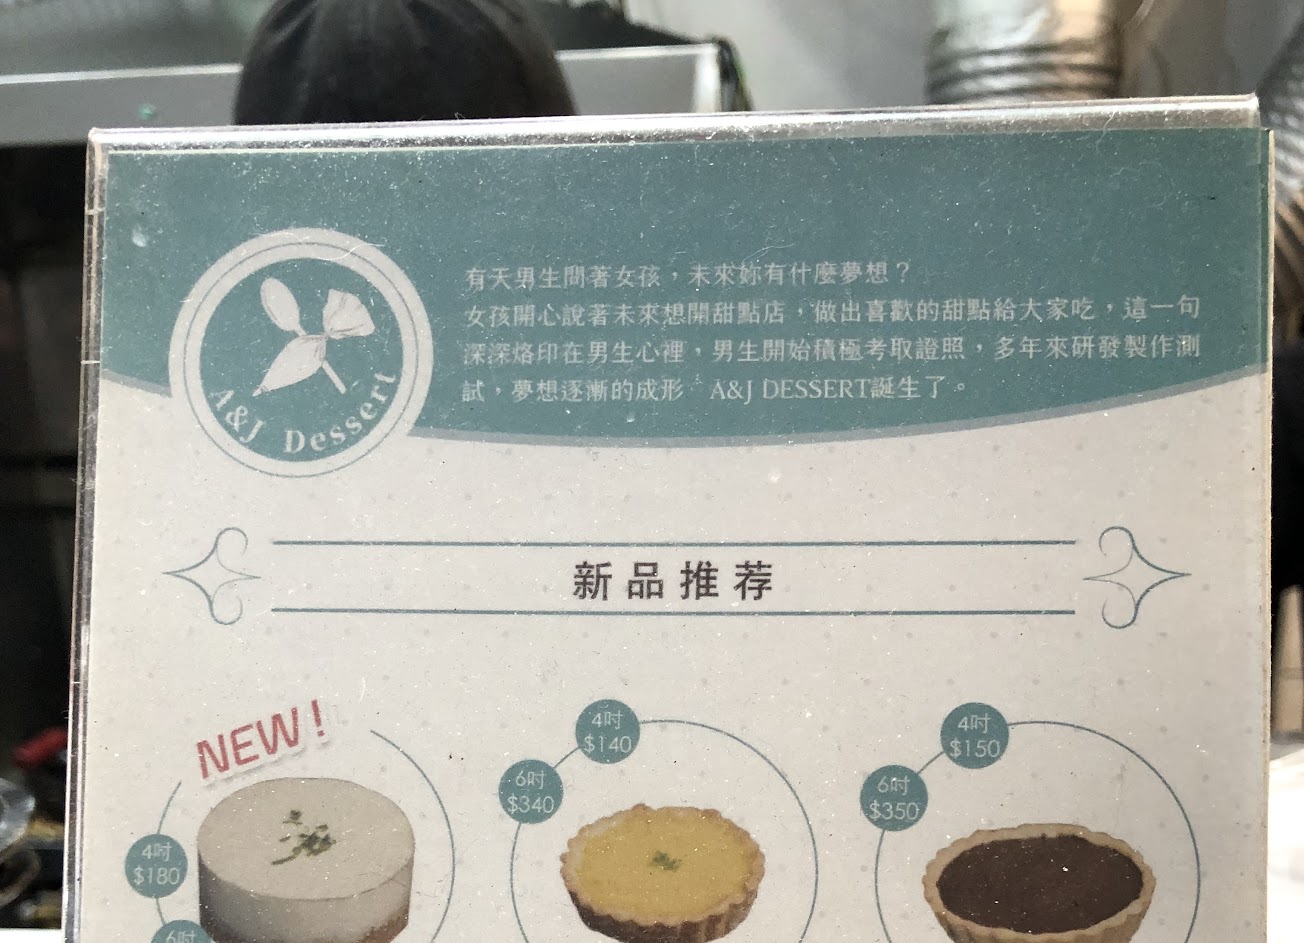 有天男生問著女孩，未來妳有什麼夢想？
女孩開心說著未來想開甜點店，做出喜歡的甜點給大家吃，這一句
深深烙印在男生心裡，男生開始積極考取證照，多年來研發製作測
試，夢想逐漸的成形，A&J DESSERT誕生了。
A&J Dessert
新品推荐
NEW！
4吋
$180
6吋
4吋
$140
6吋
$340
4吋
$150
6吋
$350